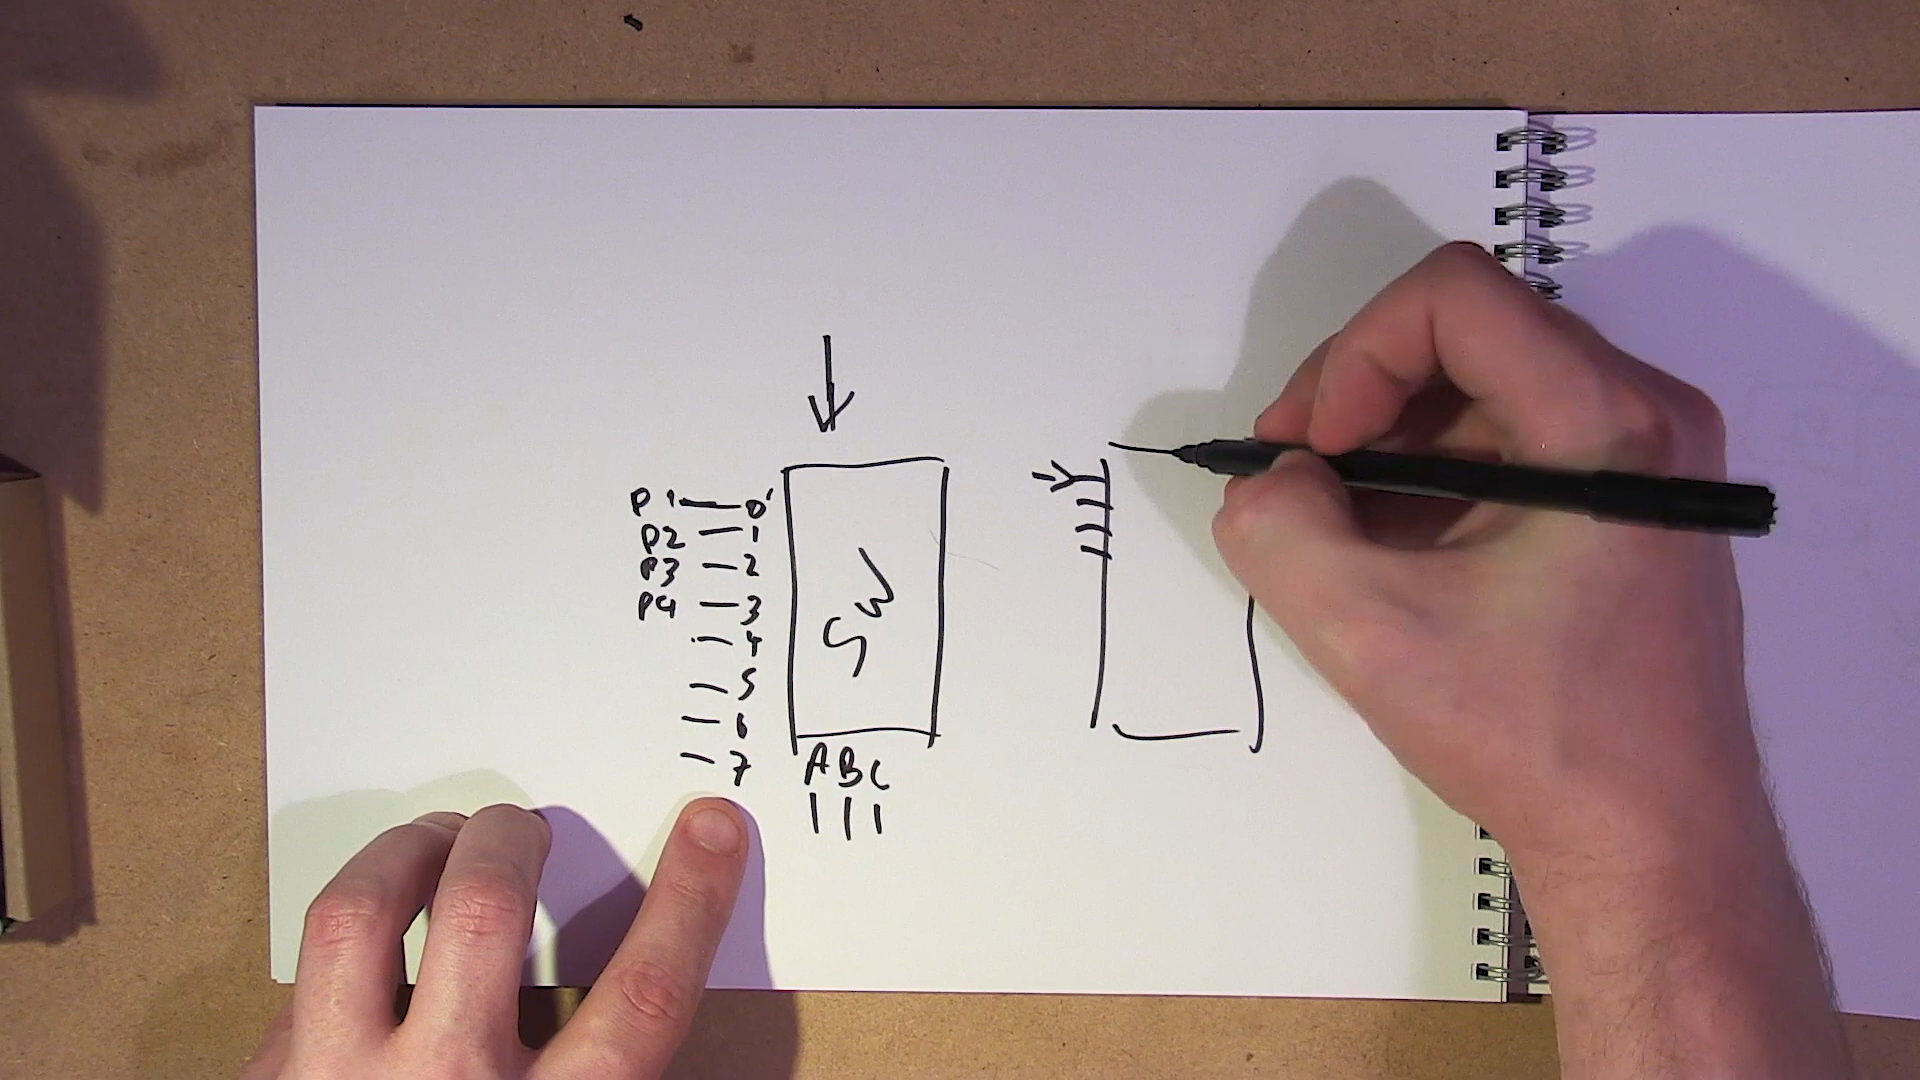 P1 — 0
P2 — 1
P3 — 2
P4 — 3
— 4
— 5
— 6
— 7
SW
A B C